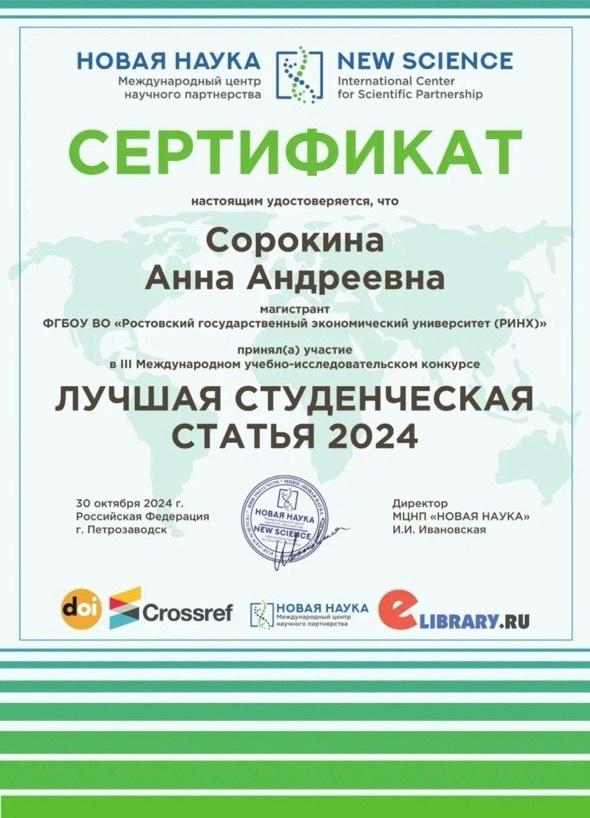 НОВАЯ НАУКА
Международный центр
научного партнерства
NEW SCIENCE
International Center
for Scientific Partnership
СЕРТИФИКАТ
настоящим удостоверяется, что
Сорокина
Анна Андреевна
магистрант
ФГБОУ ВО «Ростовский государственный экономический университет (РИНХ)»
принял(а) участие
в III Международном учебно-исследовательском конкурсе
ЛУЧШАЯ СТУДЕНЧЕСКАЯ
СТАТЬЯ 2024
30 октября 2024 г.
Российская Федерация
г. Петрозаводск
НОВАЯ НАУКА
NEW SCIENCE
Директор
МЦНП «НОВАЯ НАУКА»
И.И. Ивановская
doi
Crossref
НОВАЯ НАУКА
Международный центр
научного партнерства
eLIBRARY.RU